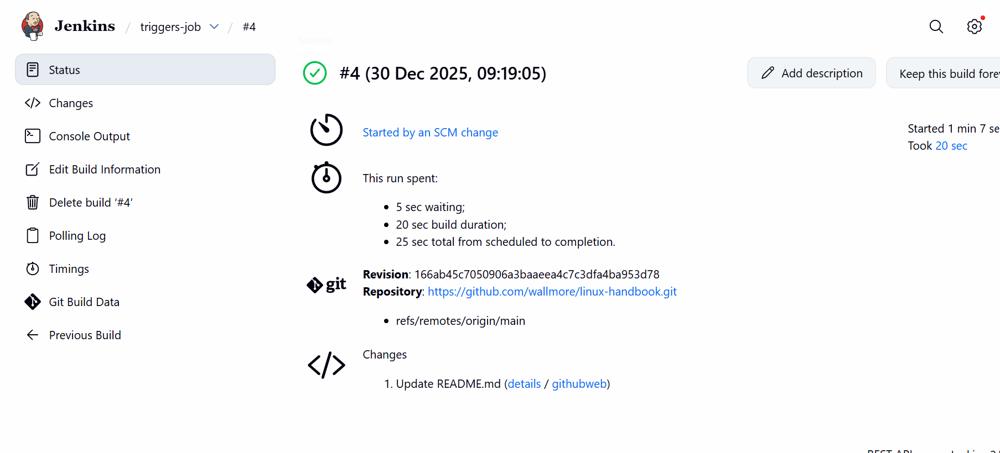 Jenkins / triggers-job / #4
Success
Status
Changes
Console Output
Edit Build Information
Delete build ‘#4’
Polling Log
Timings
Git Build Data
Previous Build
#4 (30 Dec 2025, 09:19:05)
Add description
Keep this build
Started by an SCM change
Started 1 min 7
Took 20 sec
This run spent:
5 sec waiting;
20 sec build duration;
25 sec total from scheduled to completion.
git
Revision: 166ab45c7050906a3baaeea4c7c3dfa4ba953d78
Repository: https://github.com/wallmore/linux-handbook.git
refs/remotes/origin/main
Changes
1. Update README.md (details / githubweb)